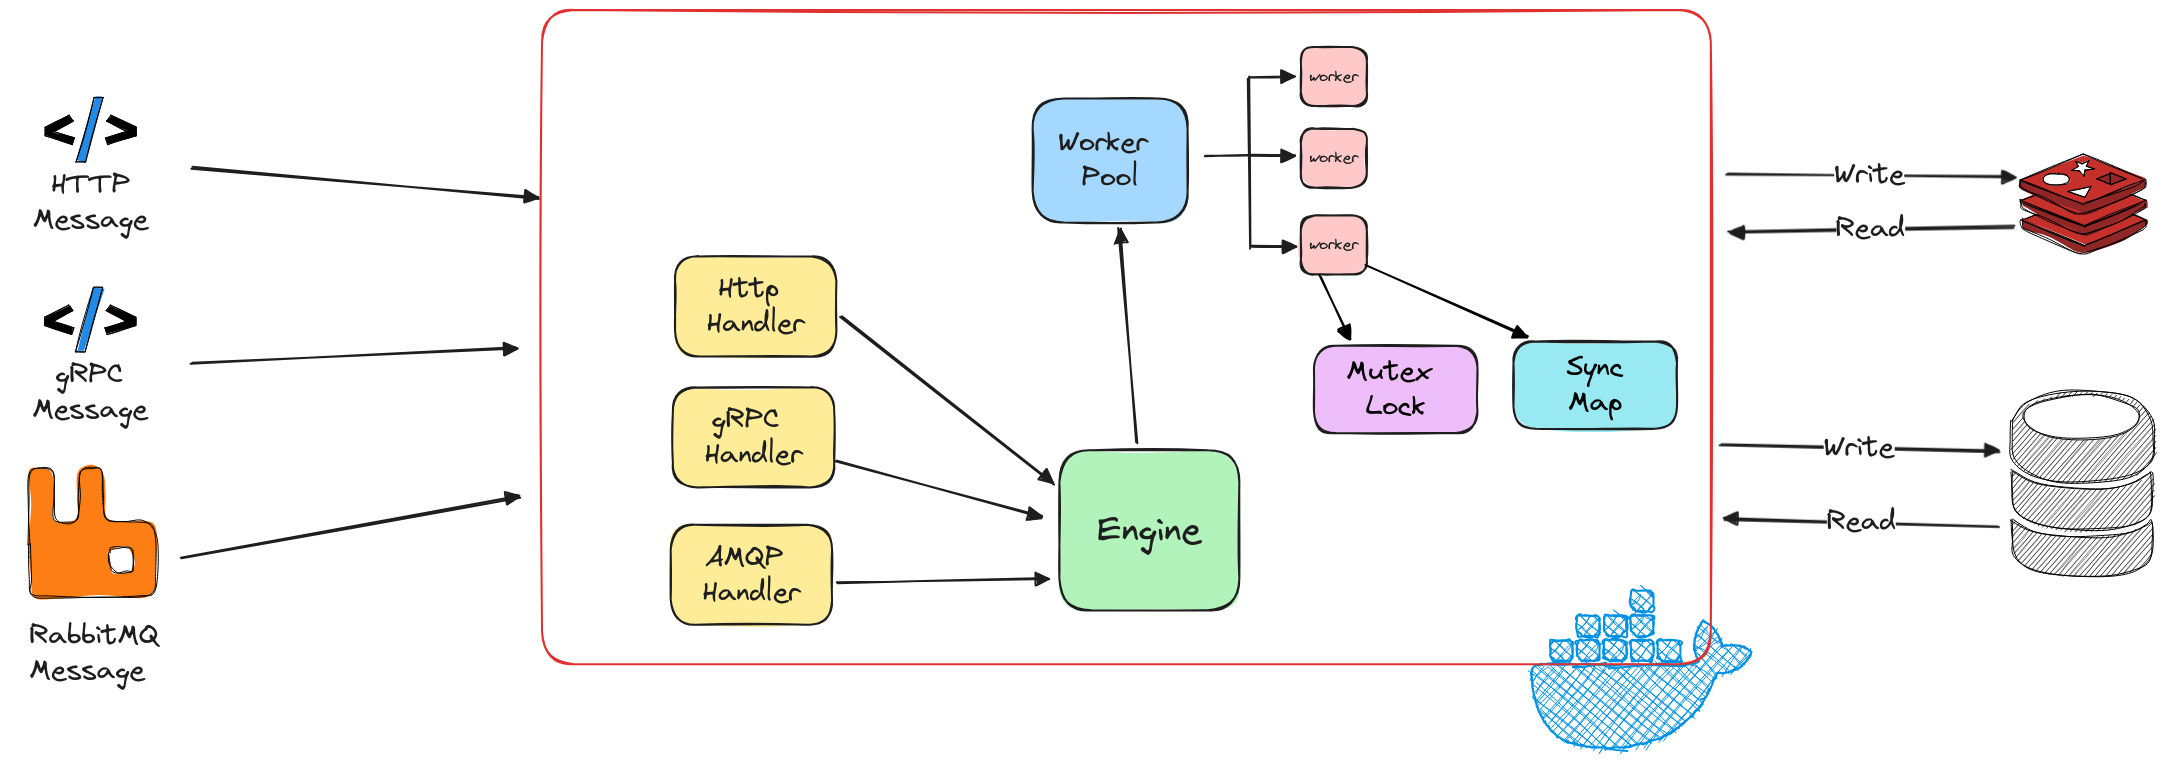 HTTP
Message
gRPC
Message
RabbitMQ
Message
Http
Handler
gRPC
Handler
AMQP
Handler
Engine
Worker
Pool
worker
worker
worker
Mutex
Lock
Sync
Map
Write
Read
Write
Read